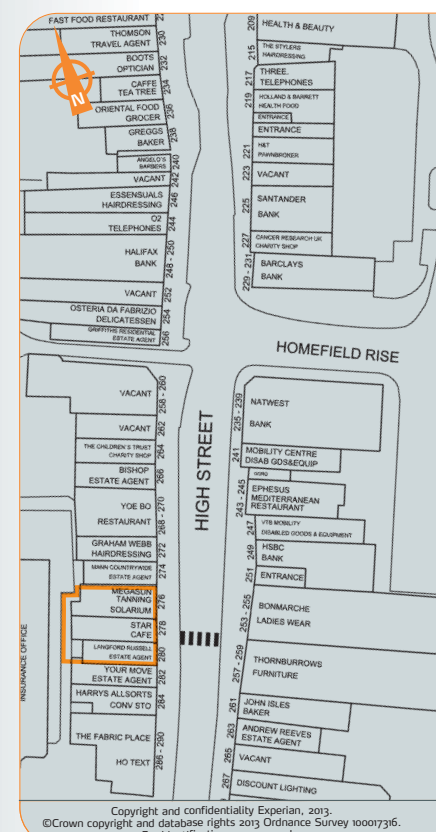 FAST FOOD RESTAURANT
THOMSON
TRAVEL AGENT
230
BOOTS
OPTICIAN
232
CAFFE
TEA TREE
234
ORIENTAL FOOD
GROCER
236
GREGGS
BAKER
238
ANGELO'S
BARBERS
240
VACANT
242
ESSENSUALS
HAIRDRESSING
246
O2
TELEPHONES
244
HALIFAX
BANK
248 - 250
VACANT
252
OSTERIA DA FABRIZIO
DELICATESSEN
254
GRIFFITHS RESIDENTIAL
ESTATE AGENT
256
N
209
HEALTH & BEAUTY
215
THE STYLERS
HAIRDRESSING
217
THREE.
TELEPHONES
219
HOLLAND & BARRETT
HEALTH FOOD
ENTRANCE
ENTRANCE
221
H&T
PAWNBROKER
223
VACANT
225
SANTANDER
BANK
227
CANCER RESEARCH UK
CHARITY SHOP
229 - 231
BARCLAYS
BANK
HOMEFIELD RISE
HIGH STREET
VACANT
258 - 260
VACANT
262
THE CHILDREN'S TRUST
CHARITY SHOP
264
BISHOP
ESTATE AGENT
266
YOE BO
RESTAURANT
268 - 270
GRAHAM WEBB
HAIRDRESSING
272
MANN COUNTRYWIDE
ESTATE AGENT
274
MEGASUN
TANNING
SOLARIUM
276
STAR
CAFE
278
LANGFORD RUSSELL
ESTATE AGENT
280
YOUR MOVE
ESTATE AGENT
282
HARRYS ALLSORTS
CONV STO
284
THE FABRIC PLACE
HO TEXT
286 - 290
INSURANCE OFFICE
235 - 239
NATWEST
BANK
241
MOBILITY CENTRE
DISAB GDS&EQUIP
243 - 245
EPHESUS
MEDITERRANEAN
RESTAURANT
247
VTB MOBILITY
DISABLED GOODS & EQUIPMENT
249
HSBC
BANK
251
ENTRANCE
253 - 255
BONMARCHE
LADIES WEAR
257 - 259
THORNBURROWS
FURNITURE
261
JOHN ISLES
BAKER
263
ANDREW REEVES
ESTATE AGENT
265
VACANT
267
DISCOUNT LIGHTING
Copyright and confidentiality Experian, 2013.
©Crown copyright and database rights 2013 Ordnance Survey 100017316.